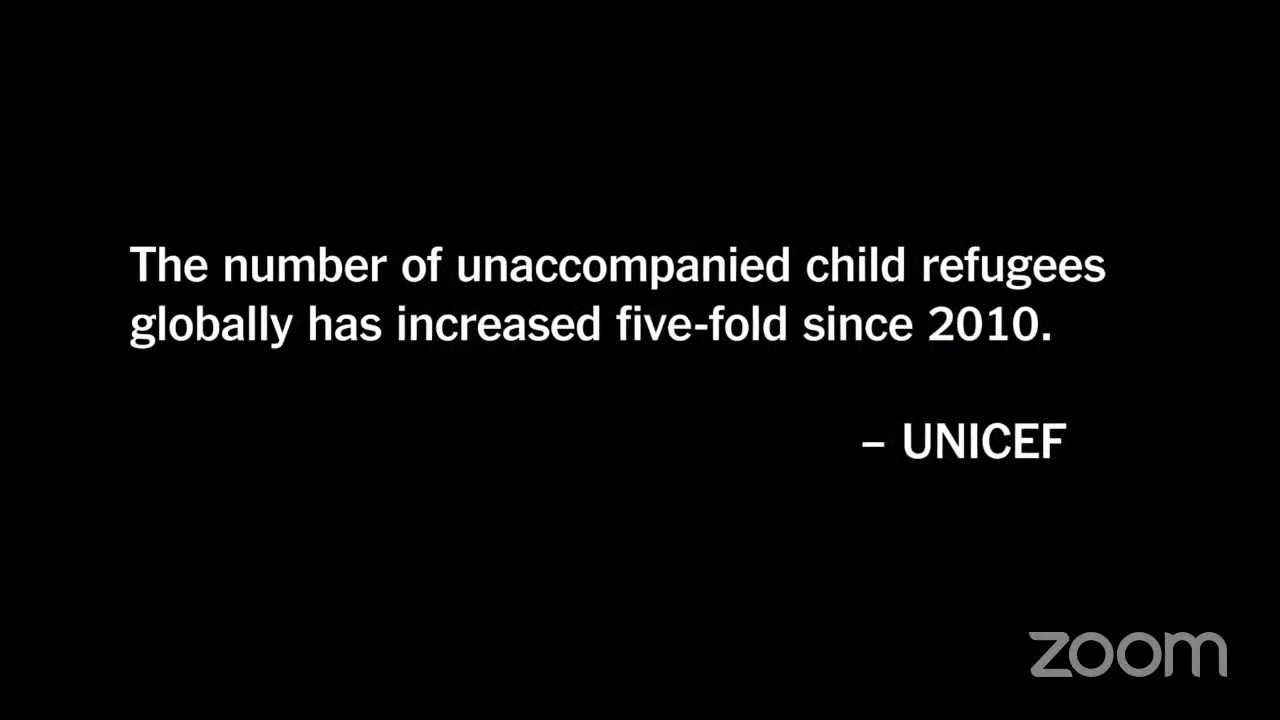 The number of unaccompanied child refugees
globally has increased five-fold since 2010.
– UNICEF
zoom